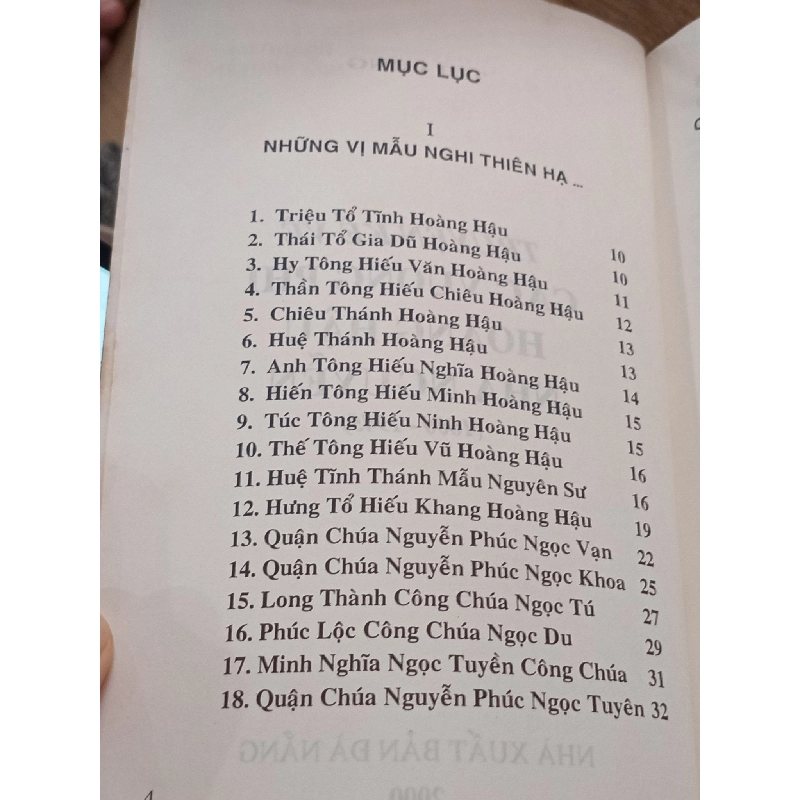 MỤC LỤC
I
NHỮNG VỊ MẪU NGHI THIÊN HẠ ...
1. Triệu Tổ Tĩnh Hoàng Hậu 10
2. Thái Tổ Gia Dũ Hoàng Hậu 10
3. Hy Tông Hiếu Văn Hoàng Hậu 11
4. Thần Tông Hiếu Chiêu Hoàng Hậu 12
5. Chiêu Thánh Hoàng Hậu 13
6. Huệ Thánh Hoàng Hậu 13
7. Anh Tông Hiếu Nghĩa Hoàng Hậu 14
8. Hiến Tông Hiếu Minh Hoàng Hậu 15
9. Túc Tông Hiếu Ninh Hoàng Hậu 15
10. Thế Tông Hiếu Vũ Hoàng Hậu 16
11. Huệ Tĩnh Thánh Mẫu Nguyên Sư 16
12. Hưng Tổ Hiếu Khang Hoàng Hậu 19
13. Quận Chúa Nguyễn Phúc Ngọc Vạn 22
14. Quận Chúa Nguyễn Phúc Ngọc Khoa 25
15. Long Thành Công Chúa Ngọc Tú 27
16. Phúc Lộc Công Chúa Ngọc Du 29
17. Minh Nghĩa Ngọc Tuyền Công Chúa 31
18. Quận Chúa Nguyễn Phúc Ngọc Tuyên 32
NHÀ XUẤT BẢN ĐÀ NẴNG
2000